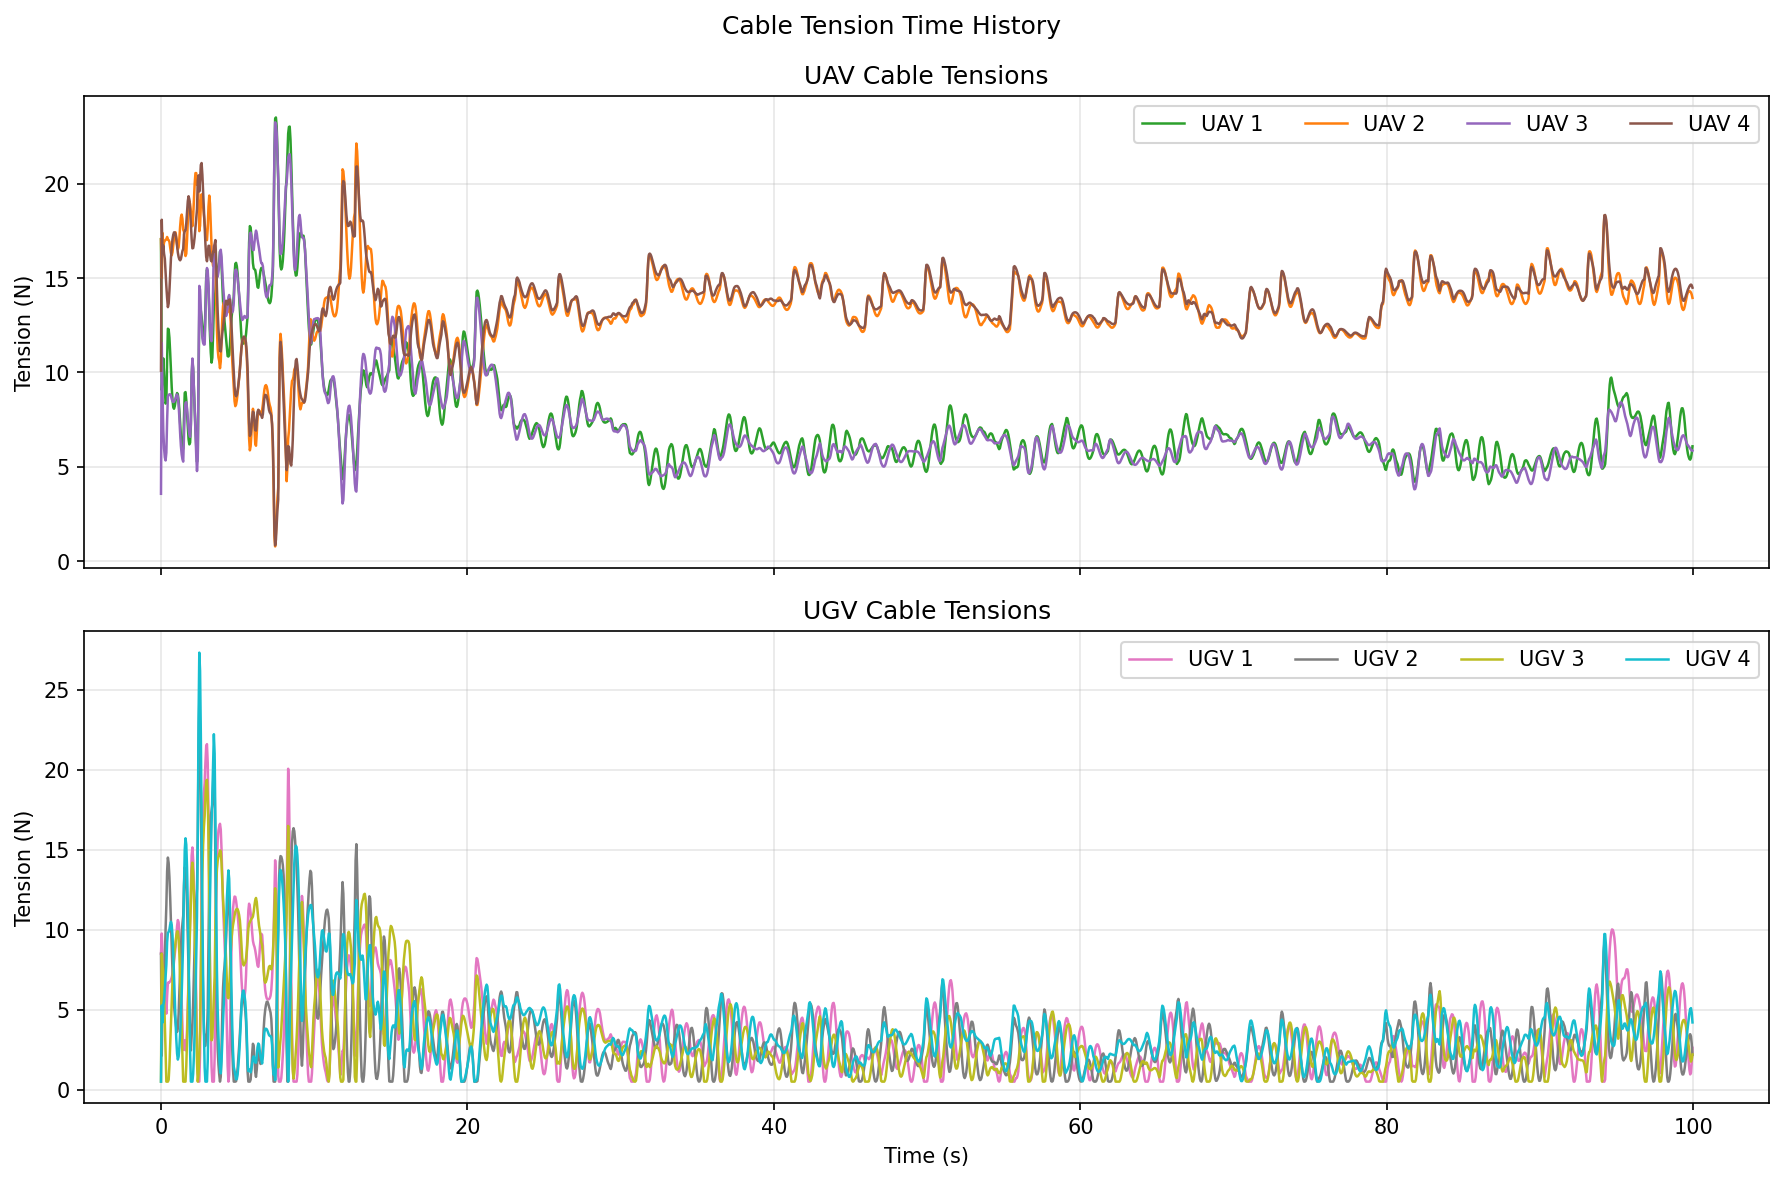 Cable Tension Time History
UAV Cable Tensions
UAV 1 UAV 2 UAV 3 UAV 4
Tension (N)
20
15
10
5
0
UGV Cable Tensions
UGV 1 UGV 2 UGV 3 UGV 4
Tension (N)
25
20
15
10
5
0
0 20 40 60 80 100
Time (s)